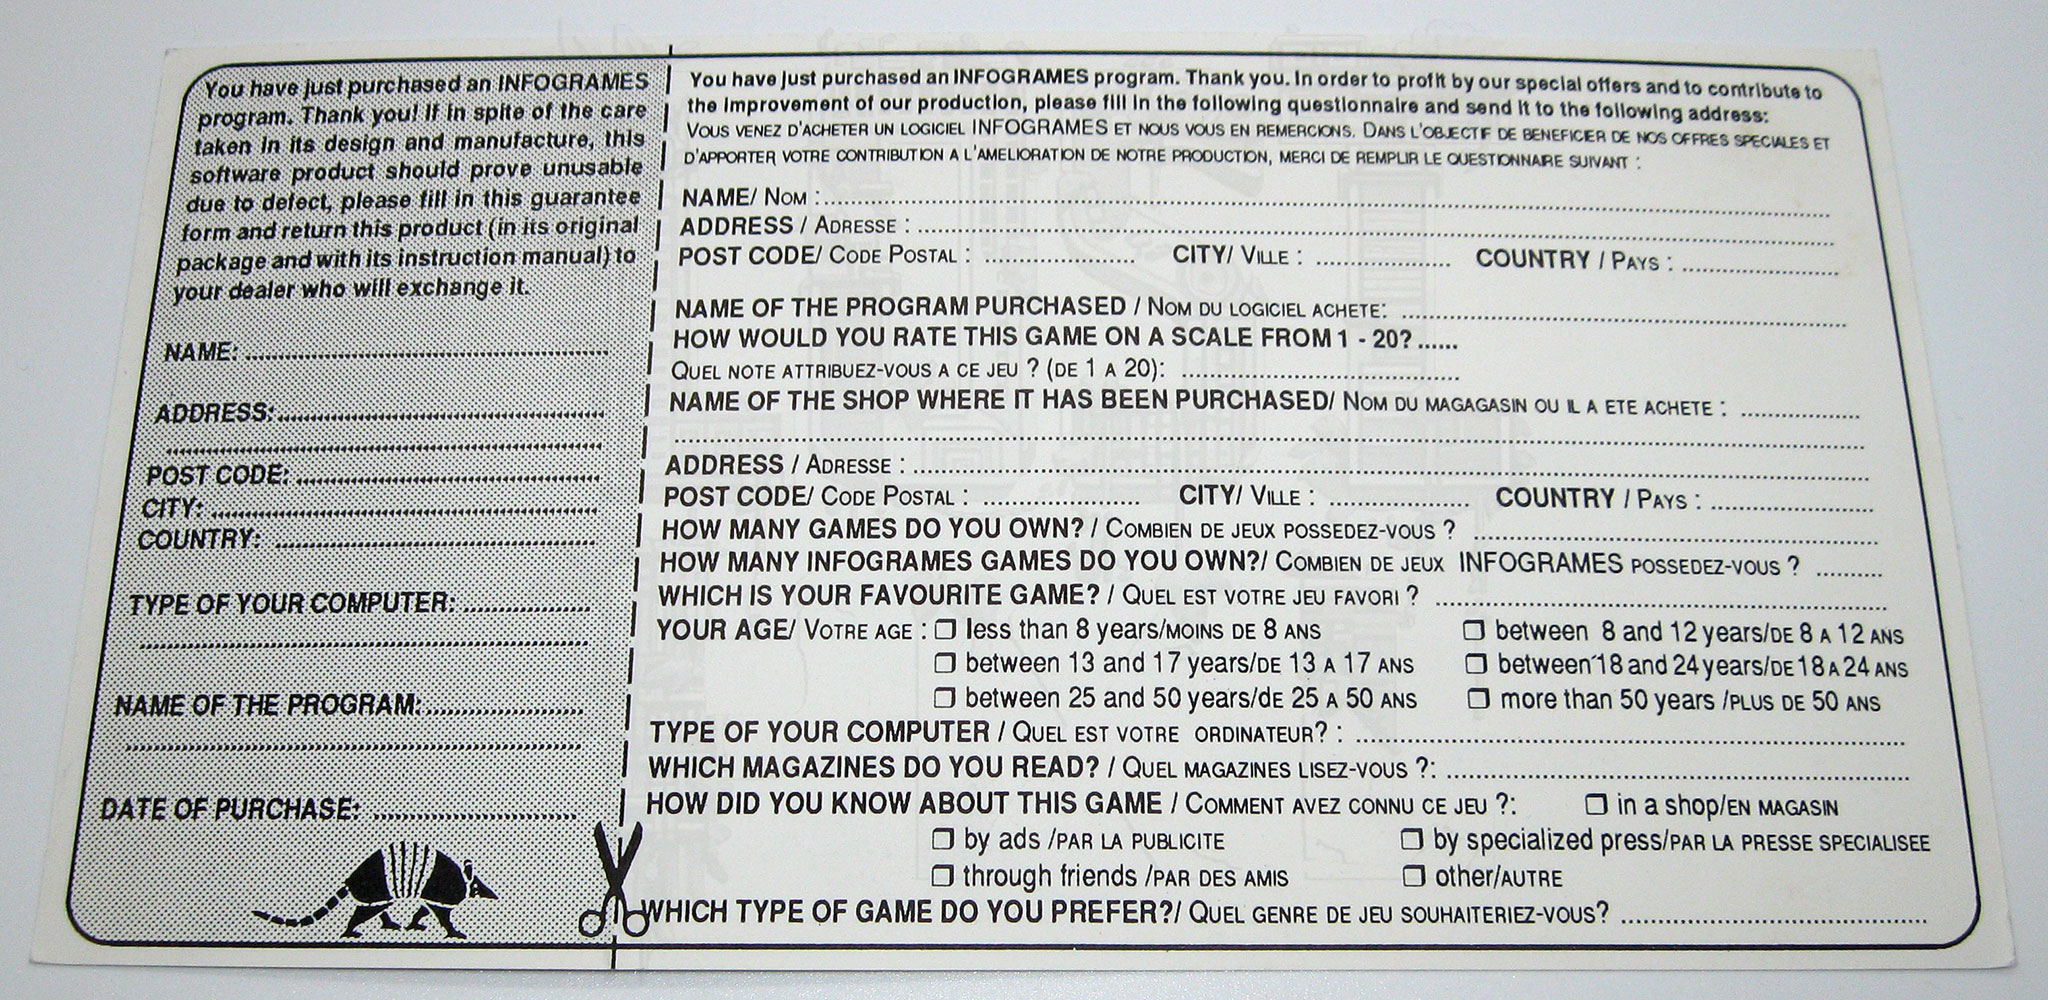 You have just purchased an INFOGRAMES
program. Thank you! If in spite of the care
taken in its design and manufacture, this
software product should prove unusable
due to defect, please fill in this guarantee
form and return this product (in its original
package and with its instruction manual) to
your dealer who will exchange it.
NAME:
ADDRESS:
POST CODE:
CITY:
COUNTRY:
TYPE OF YOUR COMPUTER:
NAME OF THE PROGRAM:
DATE OF PURCHASE:
You have just purchased an INFOGRAMES program. Thank you. In order to profit by our special offers and to contribute to
the improvement of our production, please fill in the following questionnaire and send it to the following address:
VOUS VENEZ D'ACHETER UN LOGICIEL INFOGRAMES ET NOUS VOUS EN REMERCIONS. DANS L'OBJECTIF DE BENEFICIER DE NOS OFFRES SPECIALES ET
D'APPORTER VOTRE CONTRIBUTION A L'AMELIORATION DE NOTRE PRODUCTION, MERCI DE REMPLIR LE QUESTIONNAIRE SUIVANT :
NAME/ NOM :
ADDRESS / ADRESSE :
POST CODE/ CODE POSTAL : CITY/ VILLE : COUNTRY / PAYS :
NAME OF THE PROGRAM PURCHASED / NOM DU LOGICIEL ACHETE:
HOW WOULD YOU RATE THIS GAME ON A SCALE FROM 1 - 20? ......
QUEL NOTE ATTRIBUEZ-VOUS A CE JEU ? (DE 1 A 20):
NAME OF THE SHOP WHERE IT HAS BEEN PURCHASED/ NOM DU MAGAGASIN OU IL A ETE ACHETE :
ADDRESS / ADRESSE :
POST CODE/ CODE POSTAL : CITY/ VILLE : COUNTRY / PAYS :
HOW MANY GAMES DO YOU OWN? / COMBIEN DE JEUX POSSEDEZ-VOUS ?
HOW MANY INFOGRAMES GAMES DO YOU OWN?/ COMBIEN DE JEUX INFOGRAMES POSSEDEZ-VOUS ?
WHICH IS YOUR FAVOURITE GAME? / QUEL EST VOTRE JEU FAVORI ?
YOUR AGE/ VOTRE AGE : less than 8 years/MOINS DE 8 ANS between 8 and 12 years/DE 8 A 12 ANS
between 13 and 17 years/DE 13 A 17 ANS between 18 and 24 years/DE 18 A 24 ANS
between 25 and 50 years/dE 25 A 50 ANS more than 50 years /PLUS DE 50 ANS
TYPE OF YOUR COMPUTER / QUEL EST VOTRE ORDINATEUR? :
WHICH MAGAZINES DO YOU READ? / QUEL MAGAZINES LISEZ-VOUS ?:
HOW DID YOU KNOW ABOUT THIS GAME / COMMENT AVEZ CONNU CE JEU ?: in a shop/EN MAGASIN
by ads /PAR LA PUBLICITE by specialized press/PAR LA PRESSE SPECIALISEE
through friends /PAR DES AMIS other/AUTRE
WHICH TYPE OF GAME DO YOU PREFER?/ QUEL GENRE DE JEU SOUHAITERIEZ-VOUS?